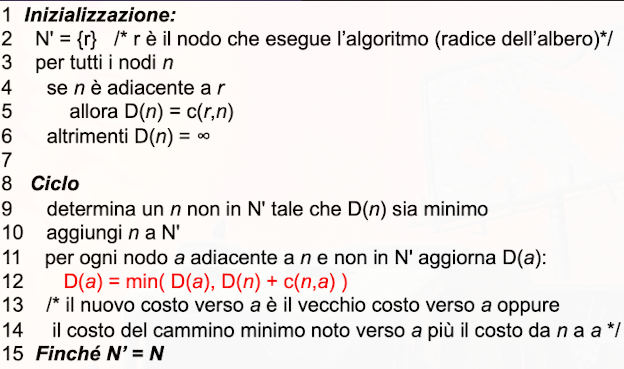 1 Inizializzazione:
2 N' = {r} /* r è il nodo che esegue l'algoritmo (radice dell'albero)*/
3 per tutti i nodi n
4 se n è adiacente a r
5 allora D(n) = c(r,n)
6 altrimenti D(n) = ∞
7
8 Ciclo
9 determina un n non in N' tale che D(n) sia minimo
10 aggiungi n a N'
11 per ogni nodo a adiacente a n e non in N' aggiorna D(a):
12 D(a) = min( D(a), D(n) + c(n,a) )
13 /* il nuovo costo verso a è il vecchio costo verso a oppure
14 il costo del cammino minimo noto verso a più il costo da n a a */
15 Finché N' = N